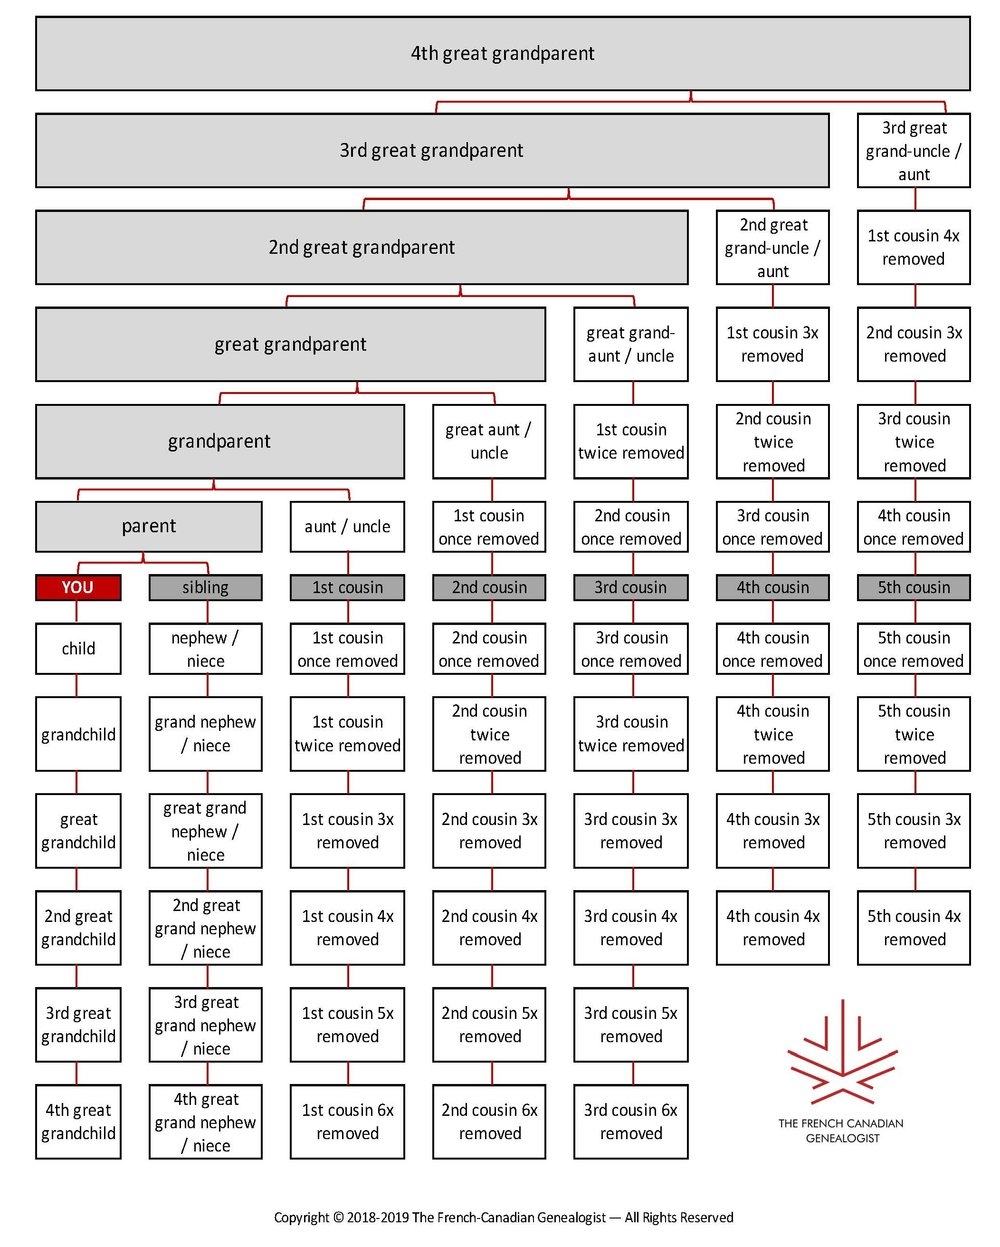 4th great grandparent
3rd great grandparent
3rd great
grand-uncle /
aunt
2nd great grandparent
2nd great
grand-uncle /
aunt
1st cousin 4x
removed
great grandparent
great grand-
aunt / uncle
1st cousin 3x
removed
2nd cousin 3x
removed
grandparent
great aunt /
uncle
1st cousin
twice removed
2nd cousin
twice
removed
3rd cousin
twice
removed
parent
aunt / uncle
1st cousin
once removed
2nd cousin
once removed
3rd cousin
once removed
4th cousin
once removed
YOU
sibling
1st cousin
2nd cousin
3rd cousin
4th cousin
5th cousin
child
nephew /
niece
1st cousin
once removed
2nd cousin
once removed
3rd cousin
once removed
4th cousin
once removed
5th cousin
once removed
grandchild
grand nephew
/ niece
1st cousin
twice removed
2nd cousin
twice
removed
3rd cousin
twice removed
4th cousin
twice
removed
5th cousin
twice
removed
great
grandchild
great grand
nephew /
niece
1st cousin 3x
removed
2nd cousin 3x
removed
3rd cousin 3x
removed
4th cousin 3x
removed
5th cousin 3x
removed
2nd great
grandchild
2nd great
grand nephew
/ niece
1st cousin 4x
removed
2nd cousin 4x
removed
3rd cousin 4x
removed
4th cousin 4x
removed
5th cousin 4x
removed
3rd great
grandchild
3rd great
grand nephew
/ niece
1st cousin 5x
removed
2nd cousin 5x
removed
3rd cousin 5x
removed
4th great
grandchild
4th great
grand nephew
/ niece
1st cousin 6x
removed
2nd cousin 6x
removed
3rd cousin 6x
removed
THE FRENCH CANADIAN
GENEALOGIST
Copyright © 2018-2019 The French-Canadian Genealogist — All Rights Reserved